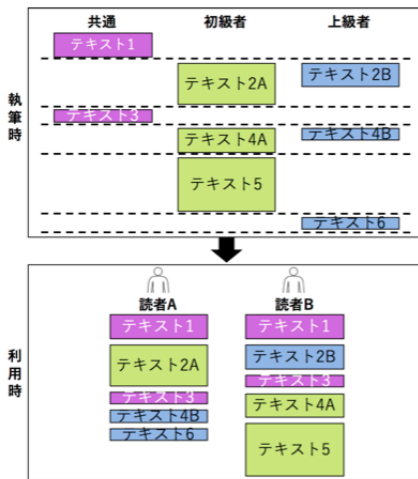 共通 初級者 上級者
テキスト1
テキスト2A テキスト2B
テキスト3
テキスト4A テキスト4B
テキスト5
テキスト6
執筆時
読者A 読者B
テキスト1 テキスト1
テキスト2A テキスト2B
テキスト3 テキスト3
テキスト4B テキスト4A
テキスト6 テキスト5
利用時